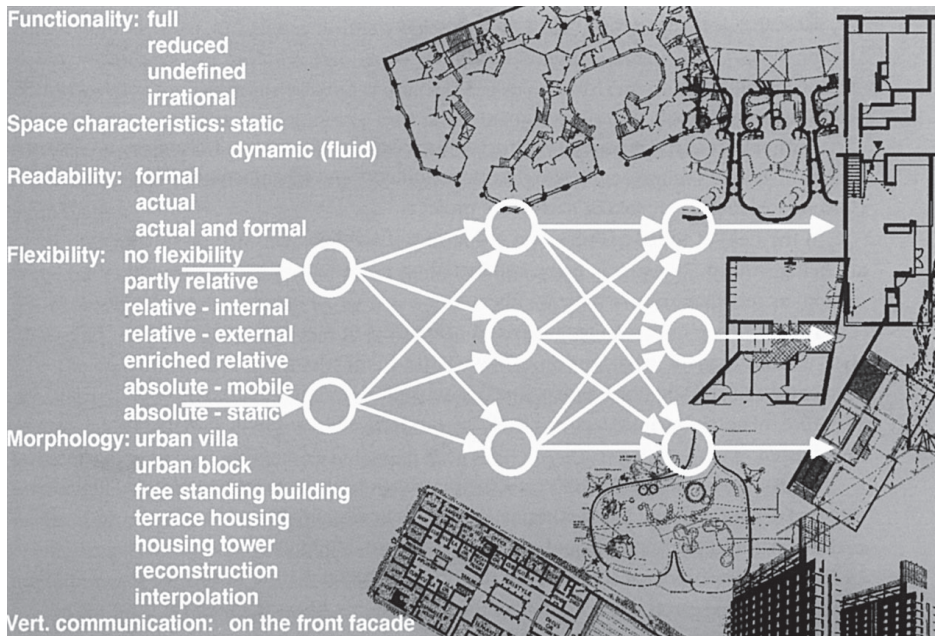 Functionality: full
reduced
undefined
irrational
Space characteristics: static
dynamic (fluid)
Readability: formal
actual
actual and formal
Flexibility: no flexibility
partly relative
relative - internal
relative - external
enriched relative
absolute - mobile
absolute - static
Morphology: urban villa
urban block
free standing building
terrace housing
housing tower
reconstruction
interpolation
Vert. communication: on the front facade